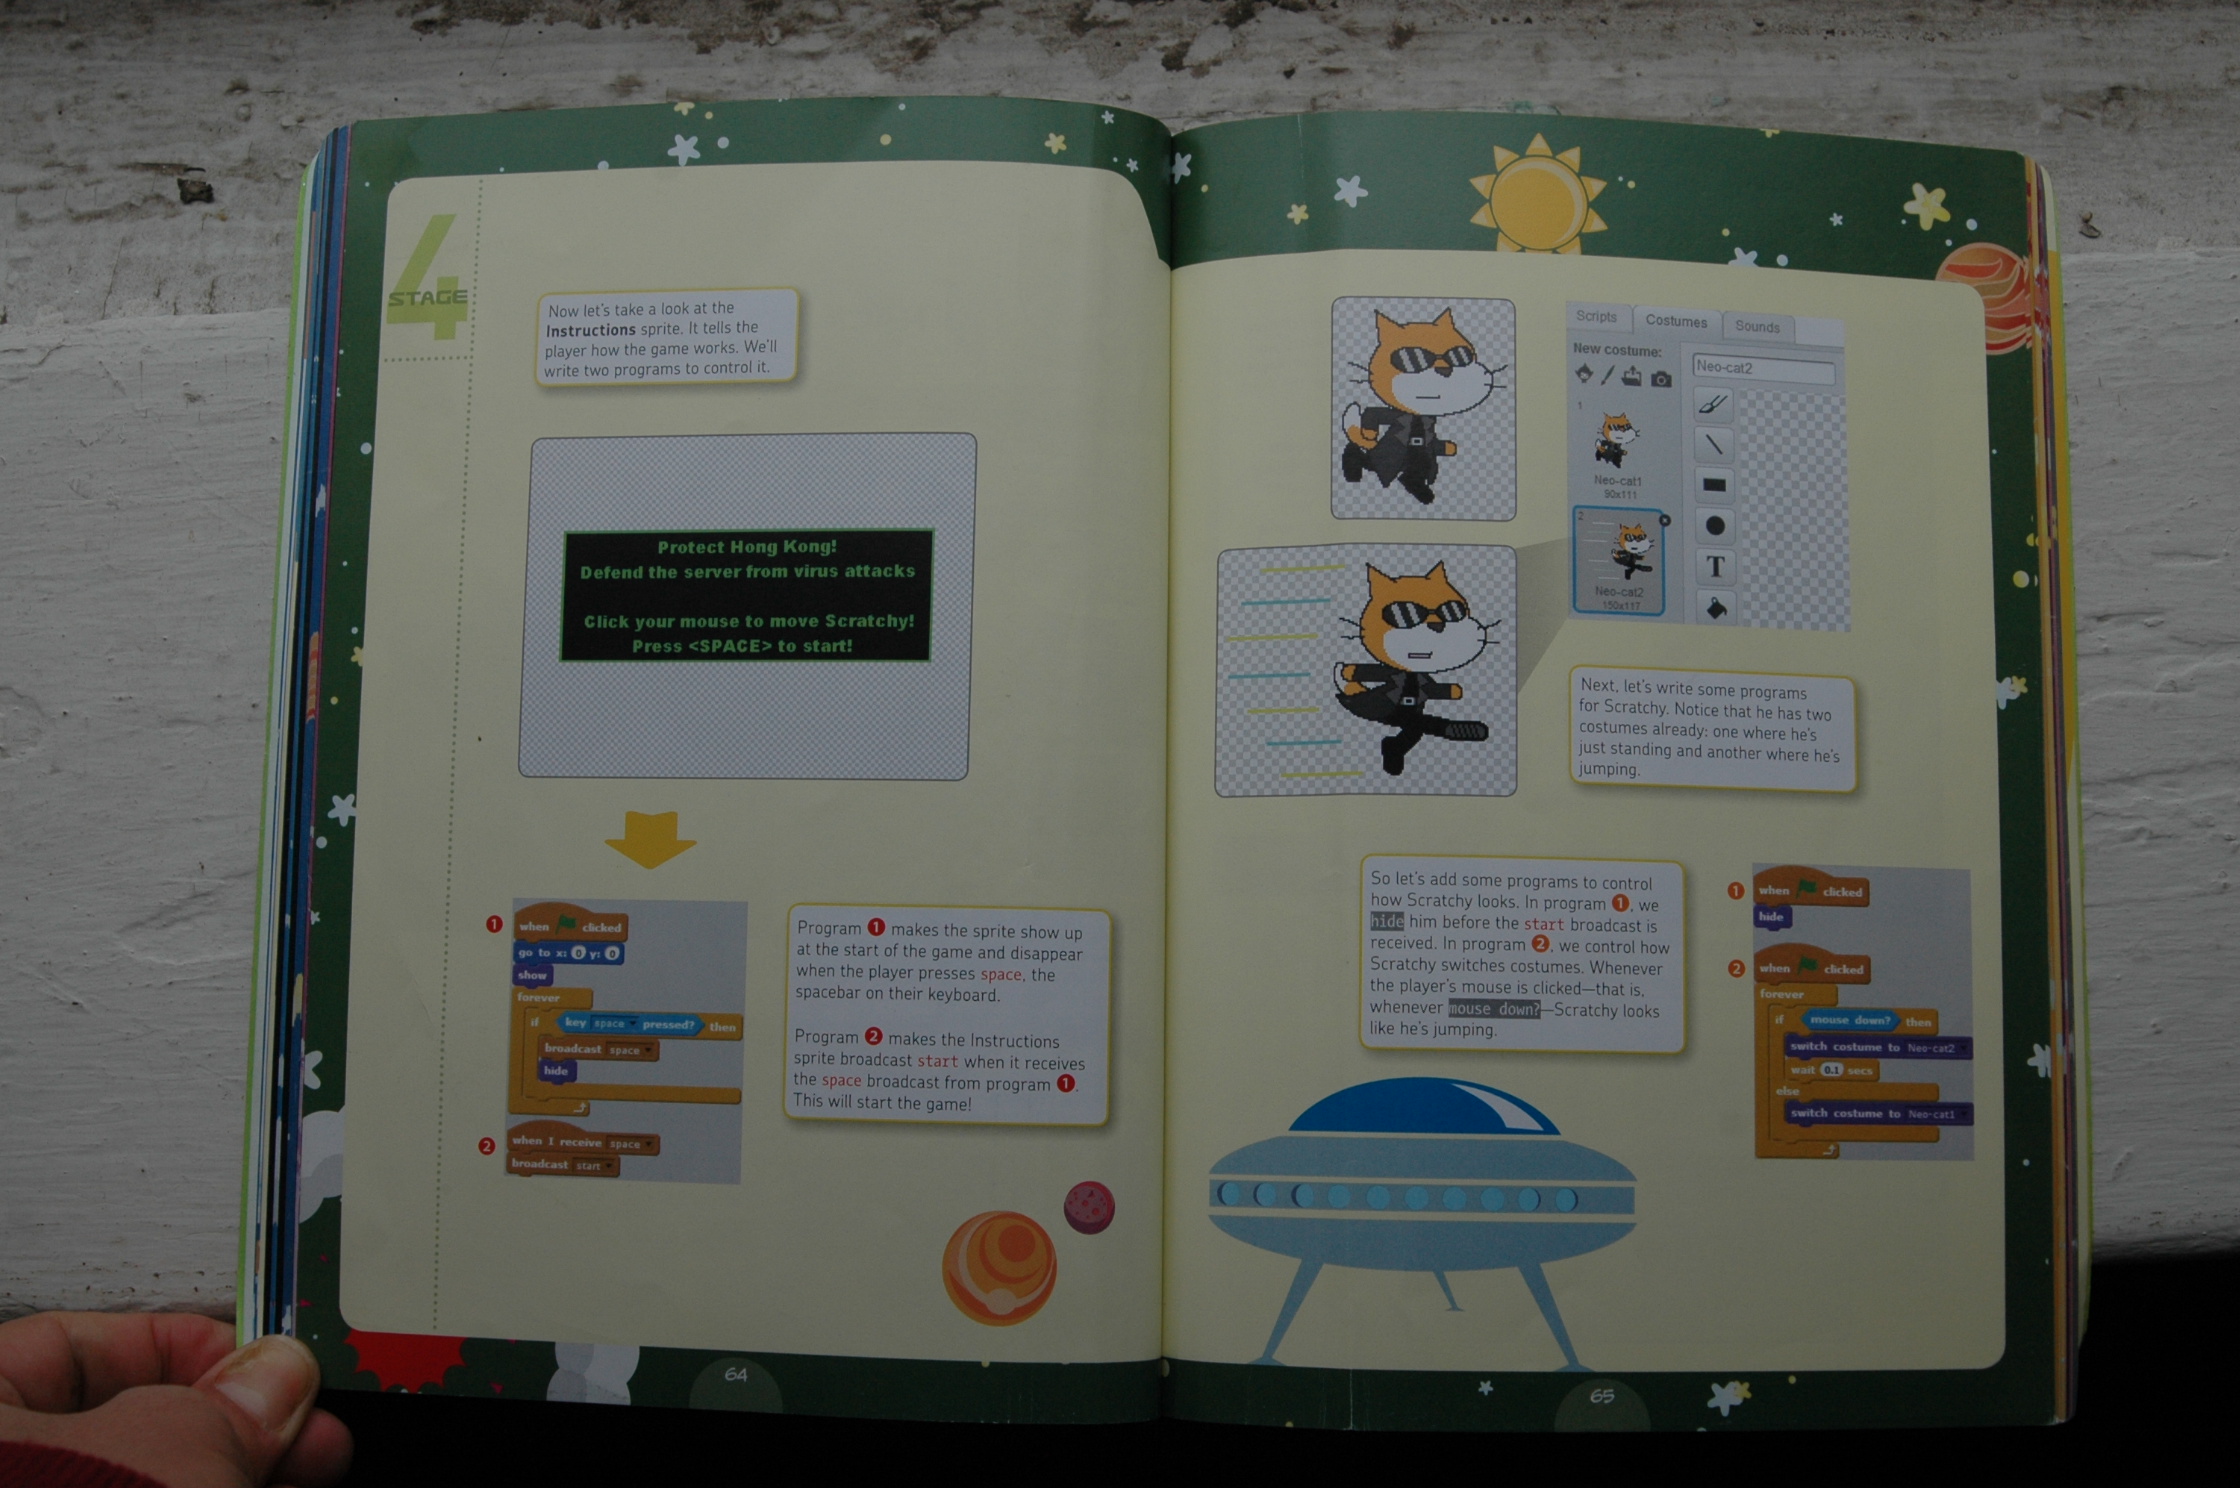 4
STAGE
Now let's take a look at the
Instructions sprite. It tells the
player how the game works. We'll
write two programs to control it.
Protect Hong Kong!
Defend the server from virus attacks
Click your mouse to move Scratchy!
Press <SPACE> to start!
1
when clicked
go to x: 0 y: 0
show
forever
if key space pressed? then
broadcast space
hide
2
when I receive space
broadcast start
Program 1 makes the sprite show up
at the start of the game and disappear
when the player presses space, the
spacebar on their keyboard.
Program 2 makes the Instructions
sprite broadcast start when it receives
the space broadcast from program 1.
This will start the game!
64
Scripts Costumes Sounds
New costume:
Neo-cat2
1
Neo-cat1
90x111
2
Neo-cat2
150x117
T
Next, let's write some programs
for Scratchy. Notice that he has two
costumes already: one where he's
just standing and another where he's
jumping.
So let's add some programs to control
how Scratchy looks. In program 1, we
hide him before the start broadcast is
received. In program 2, we control how
Scratchy switches costumes. Whenever
the player's mouse is clicked—that is,
whenever mouse down?—Scratchy looks
like he's jumping.
1
when clicked
hide
2
when clicked
forever
if mouse down? then
switch costume to Neo-cat2
wait 0.1 secs
else
switch costume to Neo-cat1
65